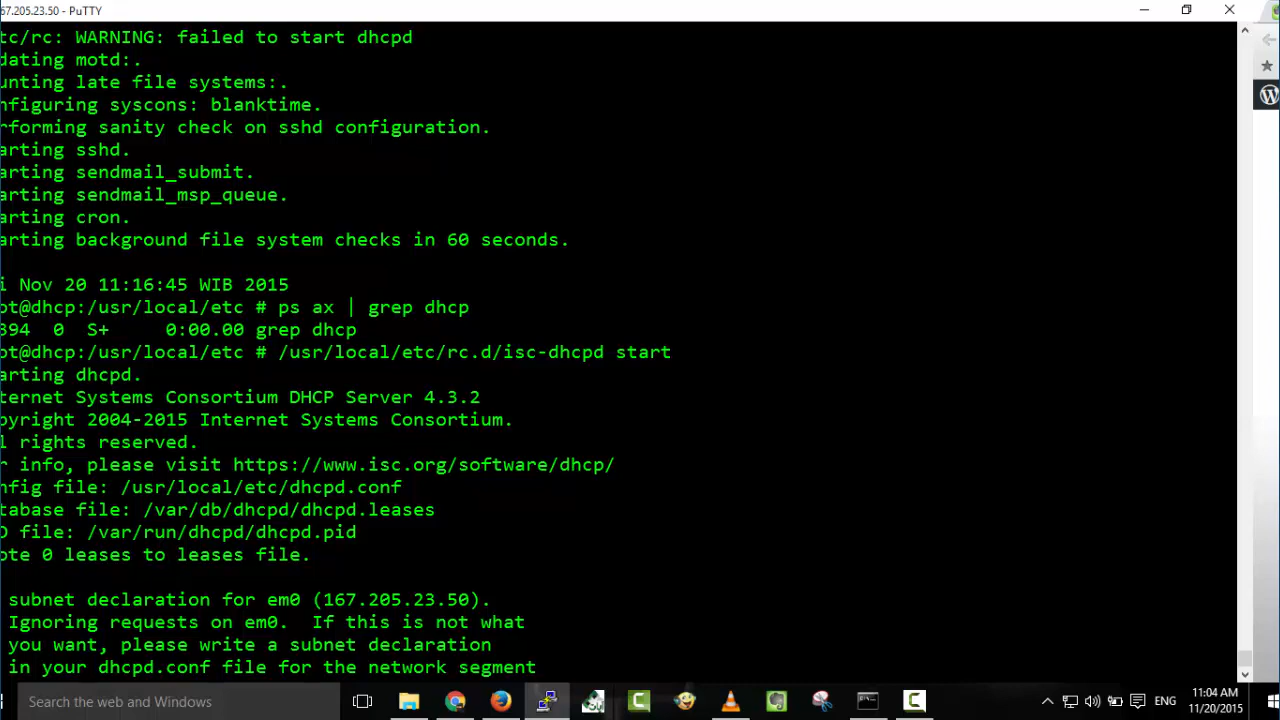 67.205.23.50 - PuTTY
tc/rc: WARNING: failed to start dhcpd
dating motd:.
unting late file systems:.
nfiguring syscons: blanktime.
rforming sanity check on sshd configuration.
arting sshd.
arting sendmail_submit.
arting sendmail_msp_queue.
arting cron.
arting background file system checks in 60 seconds.
i Nov 20 11:16:45 WIB 2015
ot@dhcp:/usr/local/etc # ps ax | grep dhcp
394  0  S+     0:00.00 grep dhcp
ot@dhcp:/usr/local/etc # /usr/local/etc/rc.d/isc-dhcpd start
arting dhcpd.
ternet Systems Consortium DHCP Server 4.3.2
pyright 2004-2015 Internet Systems Consortium.
l rights reserved.
r info, please visit https://www.isc.org/software/dhcp/
nfig file: /usr/local/etc/dhcpd.conf
tabase file: /var/db/dhcpd/dhcpd.leases
D file: /var/run/dhcpd/dhcpd.pid
ote 0 leases to leases file.
subnet declaration for em0 (167.205.23.50).
Ignoring requests on em0.  If this is not what
you want, please write a subnet declaration
in your dhcpd.conf file for the network segment
Search the web and Windows
ENG
11:04 AM
11/20/2015